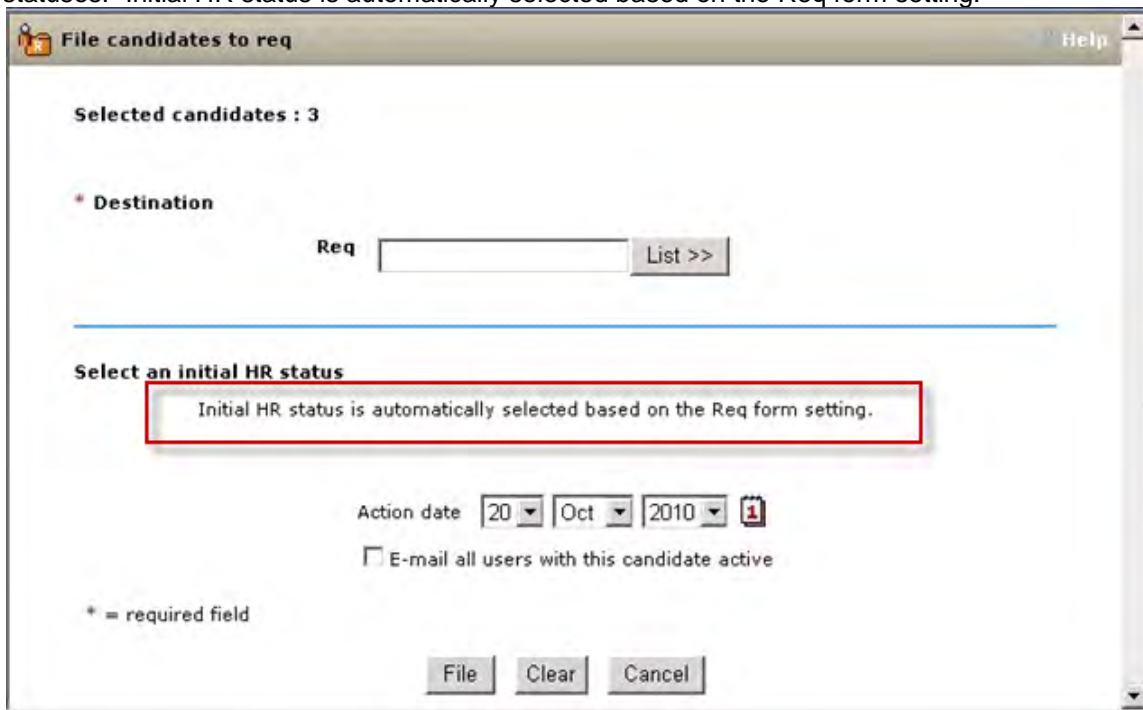 statuses. "Initial HR status is automatically selected based on the Req form setting."
File candidates to req Help
Selected candidates : 3
* Destination
Req List >>
Select an initial HR status
Initial HR status is automatically selected based on the Req form setting.
Action date 20 Oct 2010 1
E-mail all users with this candidate active
* = required field
File Clear Cancel